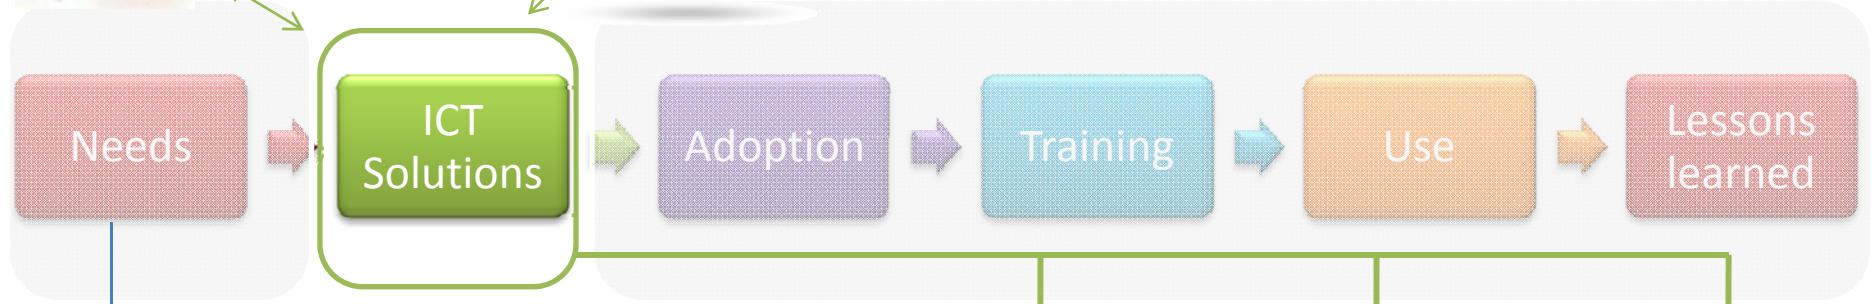 Needs
ICT
Solutions
Adoption
Training
Use
Lessons
learned